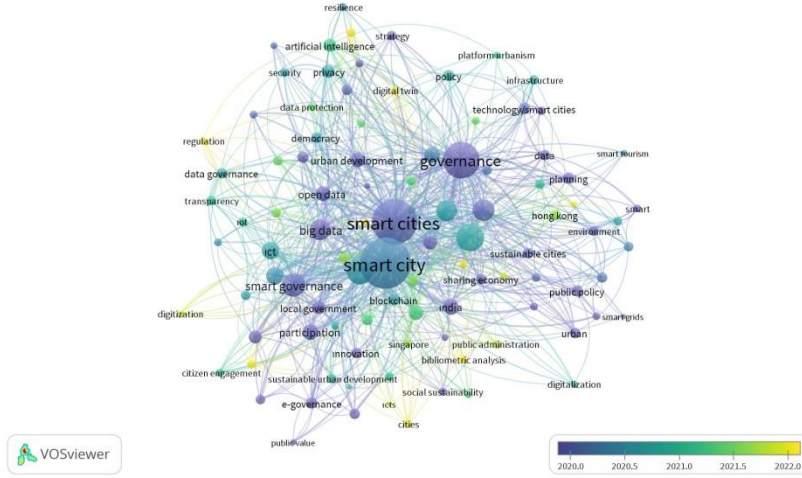 resilience
strategy
artificial intelligence
platform urbanism
security
privacy
policy
infrastructure
digital twin
data protection
technology/smart cities
regulation
democracy
urban development
governance
data
smart tourism
data governance
planning
open data
transparency
smart
hong kong
iot
big data
smart cities
environment
ict
smart city
sustainable cities
smart governance
sharing economy
public policy
blockchain
digitization
local government
india
smart grids
participation
urban
singapore
public administration
innovation
bibliometric analysis
citizen engagement
sustainable urban development
digitalization
social sustainability
e-governance
icts
cities
public value
VOSviewer
2020.0 2020.5 2021.0 2021.5 2022.0